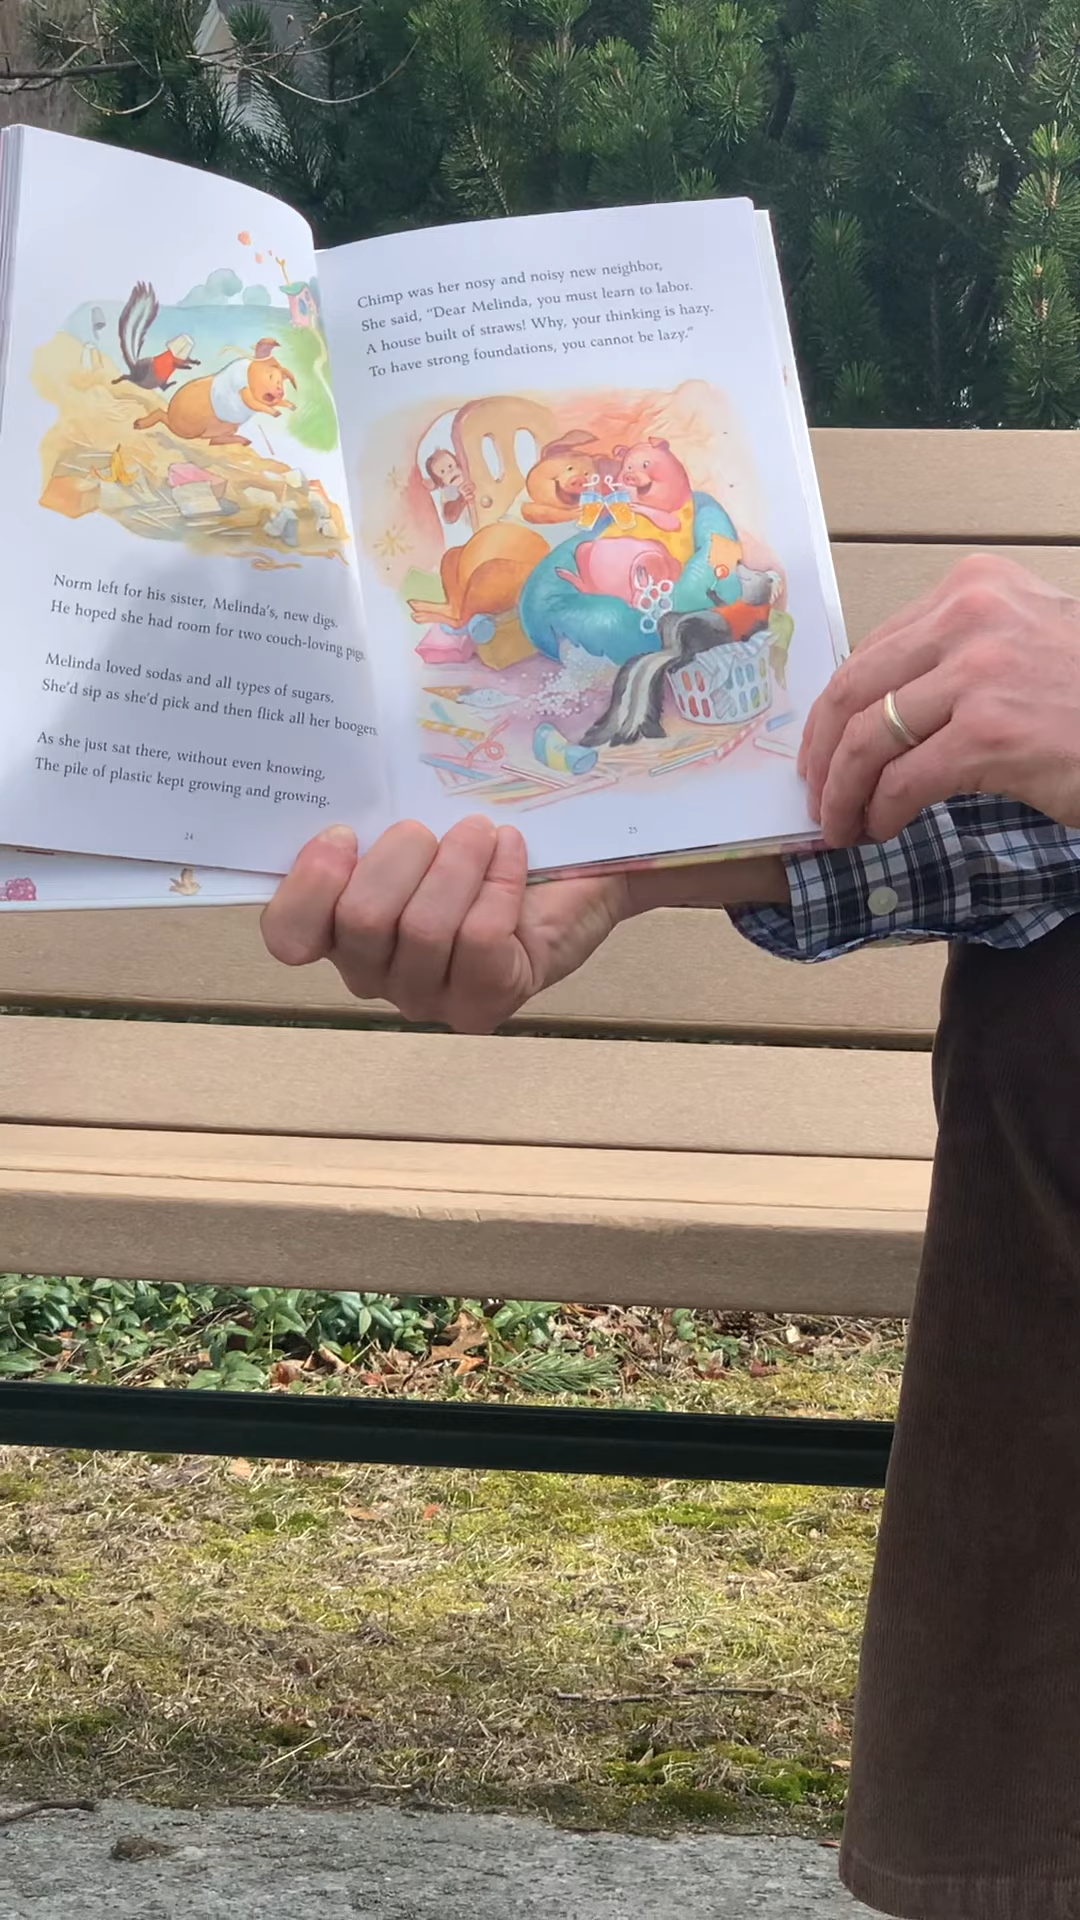 Norm left for his sister, Melinda's, new digs.
He hoped she had room for two couch-loving pigs.
Melinda loved sodas and all types of sugars.
She'd sip as she'd pick and then flick all her boogers.
As she just sat there, without even knowing,
The pile of plastic kept growing and growing.
24
Chimp was her nosy and noisy new neighbor,
She said, “Dear Melinda, you must learn to labor.
A house built of straws! Why, your thinking is hazy.
To have strong foundations, you cannot be lazy.”
25